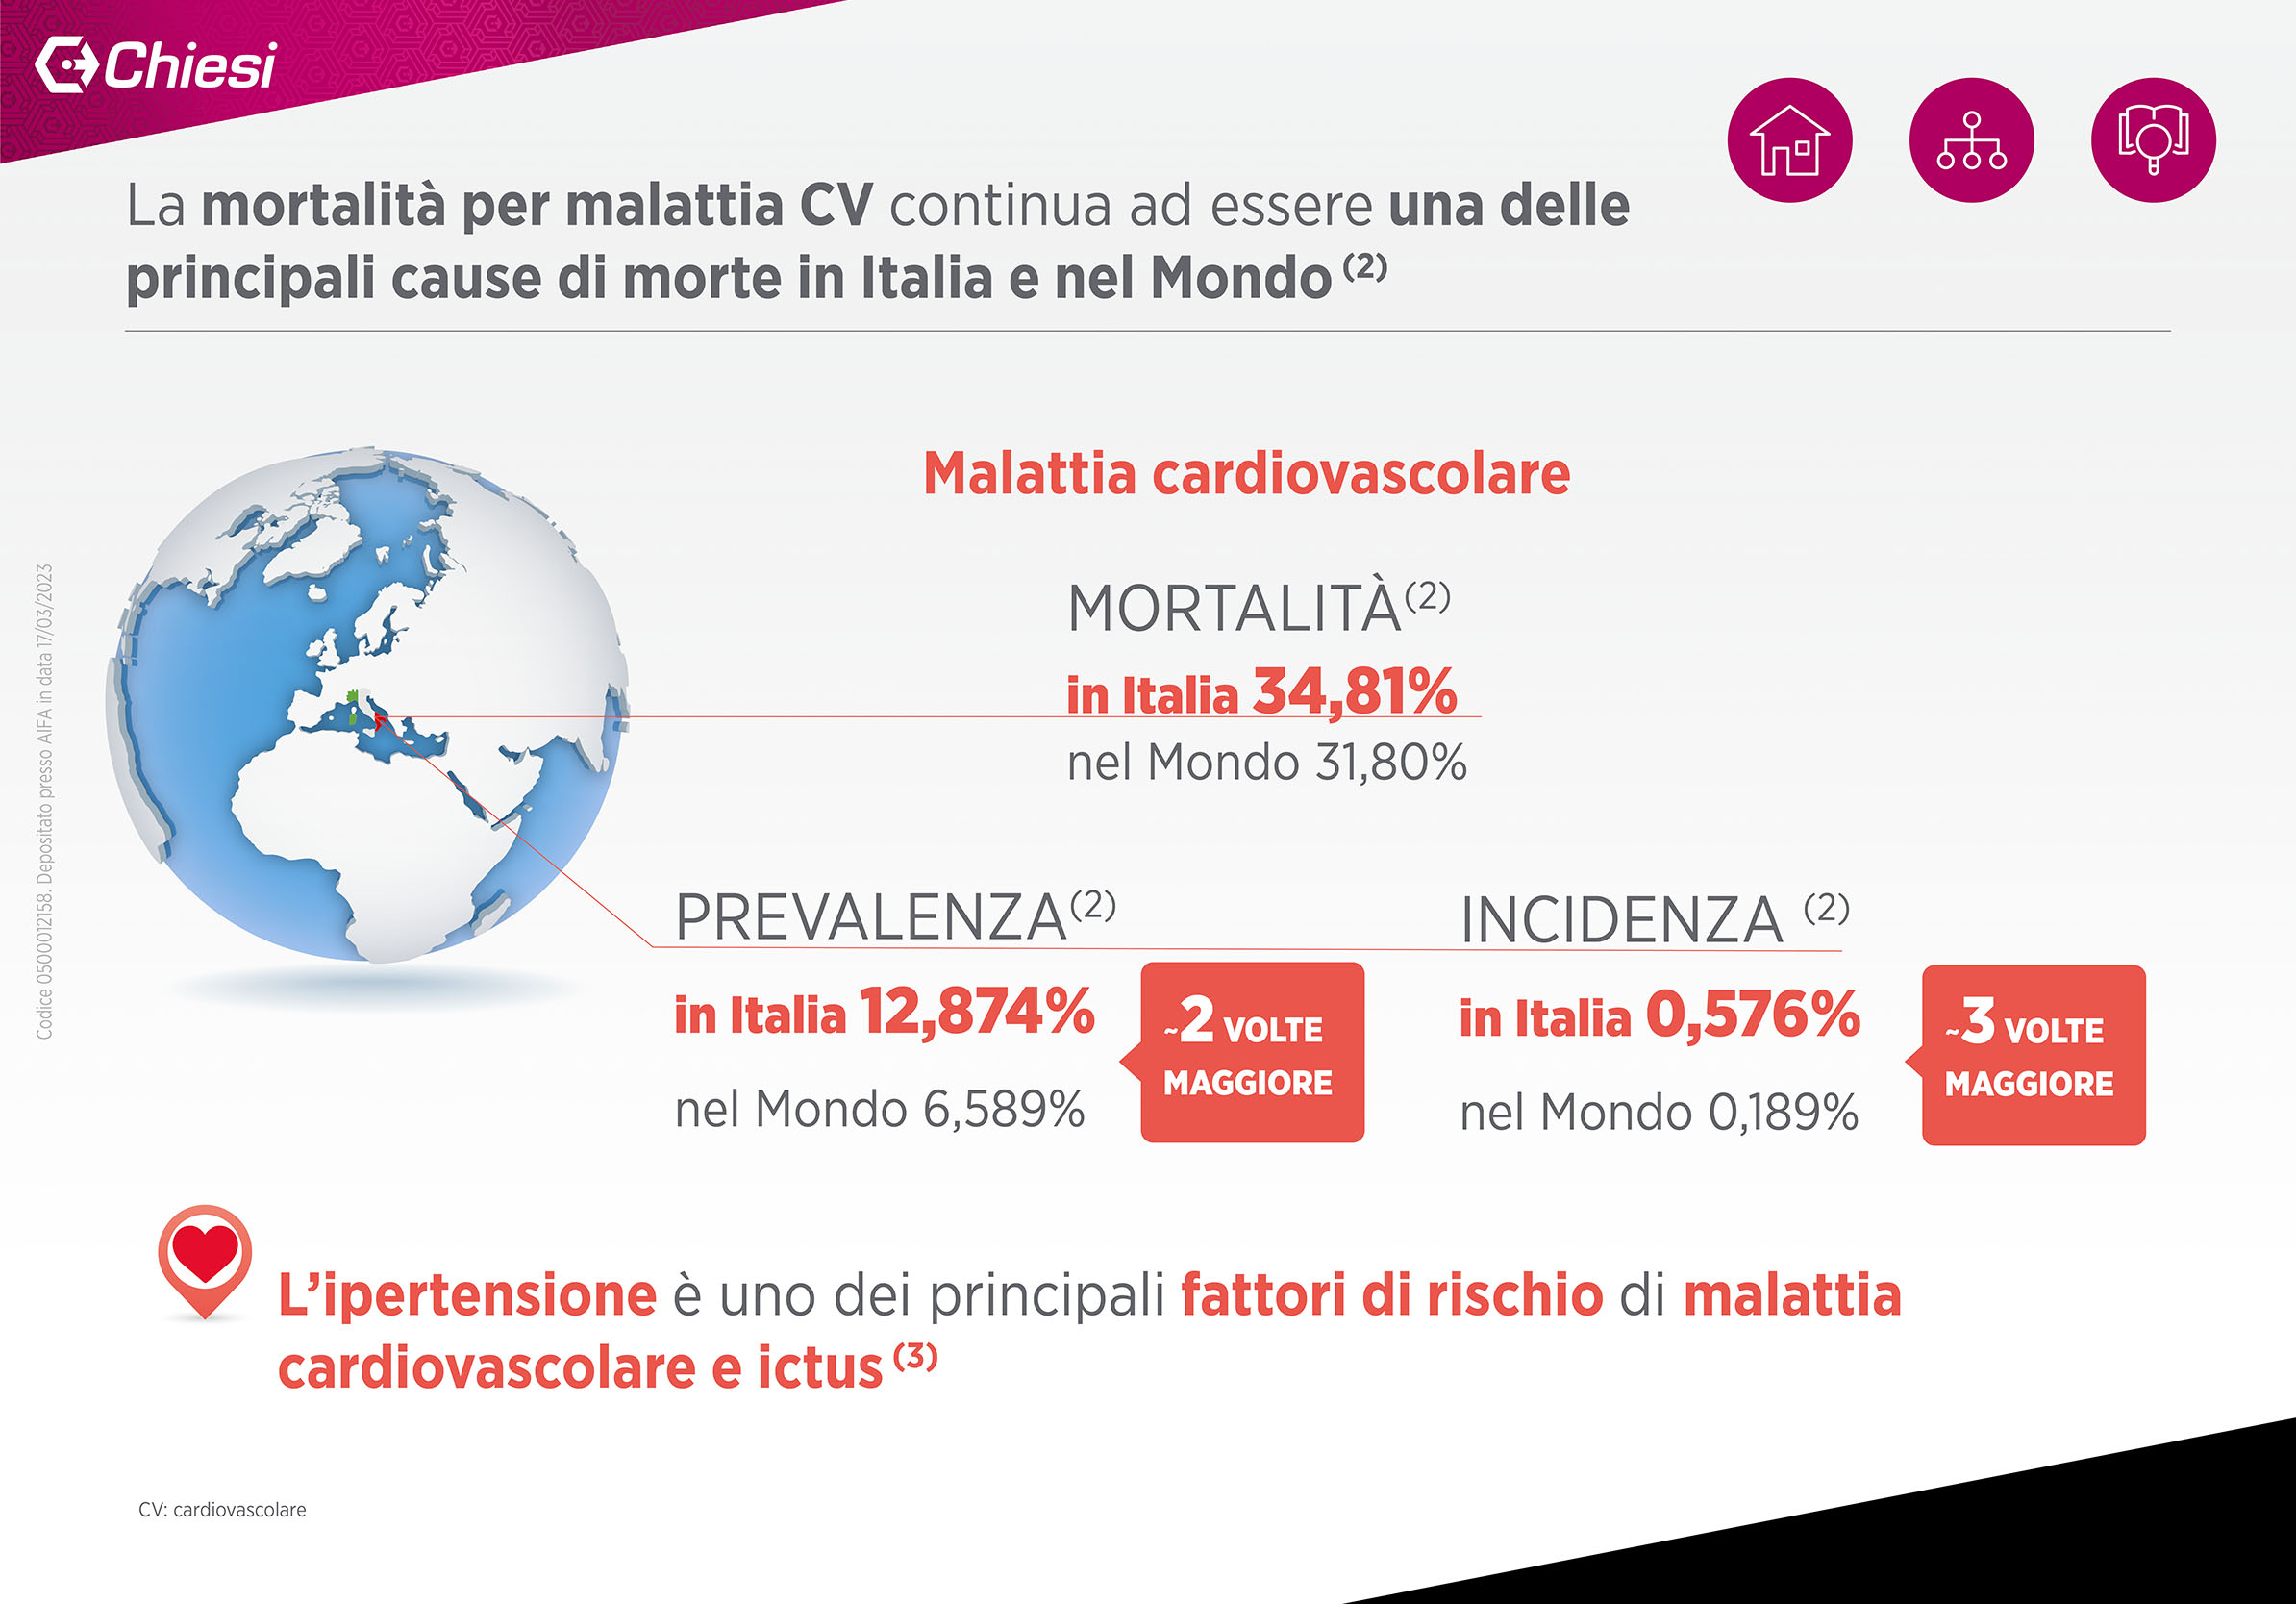 Chiesi
La mortalità per malattia CV continua ad essere una delle
principali cause di morte in Italia e nel Mondo (2)
Malattia cardiovascolare
MORTALITÀ(2)
in Italia 34,81%
nel Mondo 31,80%
PREVALENZA(2)
in Italia 12,874%
nel Mondo 6,589%
~2 VOLTE
MAGGIORE
INCIDENZA (2)
in Italia 0,576%
nel Mondo 0,189%
~3 VOLTE
MAGGIORE
L’ipertensione è uno dei principali fattori di rischio di malattia
cardiovascolare e ictus (3)
CV: cardiovascolare
Codice 0500012158. Depositato presso AIFA in data 17/03/2023